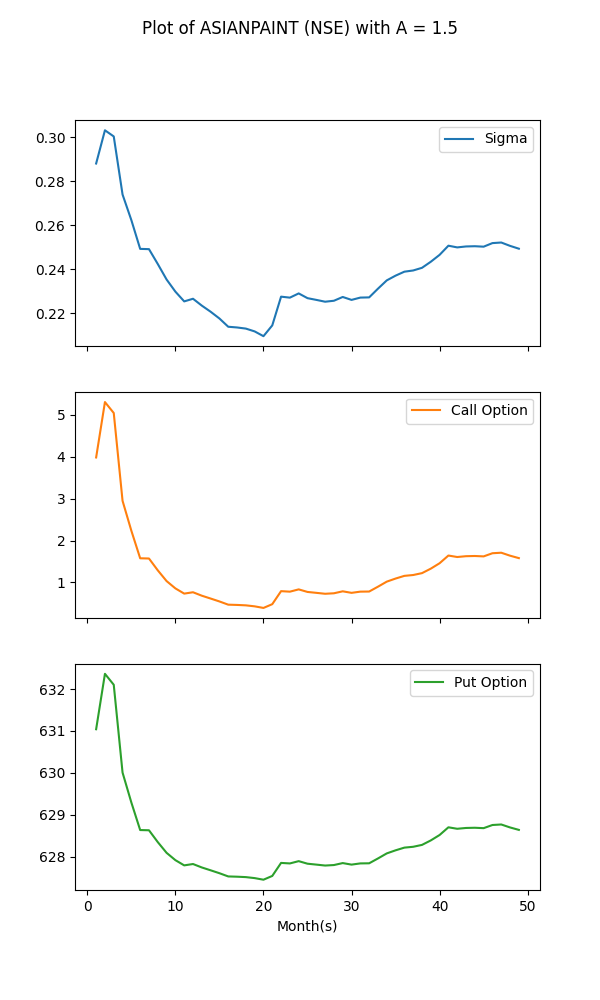 Plot of ASIANPAINT (NSE) with A = 1.5
0.30
0.28
0.26
0.24
0.22
Sigma
5
4
3
2
1
Call Option
632
631
630
629
628
Put Option
0 10 20 30 40 50
Month(s)